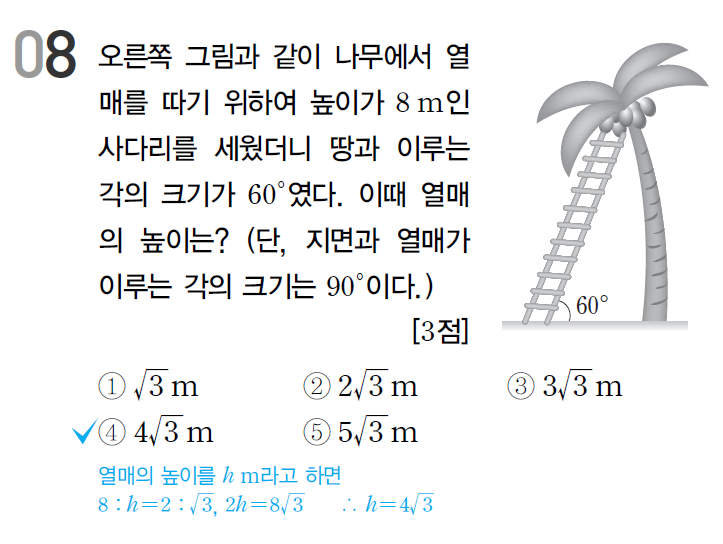 08
오른쪽 그림과 같이 나무에서 열
매를 따기 위하여 높이가 8 m인
사다리를 세웠더니 땅과 이루는
각의 크기가 60°였다. 이때 열매
의 높이는? (단, 지면과 열매가
이루는 각의 크기는 90°이다.)
[3점]
60°
① √3 m ② 2√3 m ③ 3√3 m
④ 4√3 m ⑤ 5√3 m
열매의 높이를 h m라고 하면
8 : h=2 : √3, 2h=8√3 ∴ h=4√3